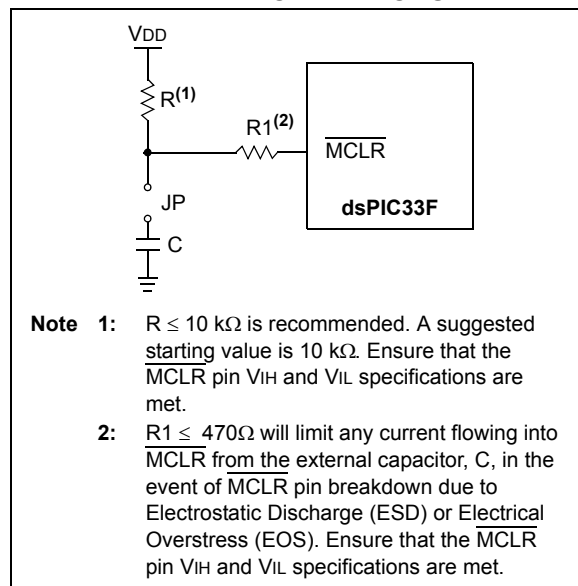 VDD
R(1)
R1(2)
MCLR
JP
dsPIC33F
C
Note 1: R ≤ 10 kΩ is recommended. A suggested
starting value is 10 kΩ. Ensure that the
MCLR pin VIH and VIL specifications are
met.
2: R1 ≤ 470Ω will limit any current flowing into
MCLR from the external capacitor, C, in the
event of MCLR pin breakdown due to
Electrostatic Discharge (ESD) or Electrical
Overstress (EOS). Ensure that the MCLR
pin VIH and VIL specifications are met.